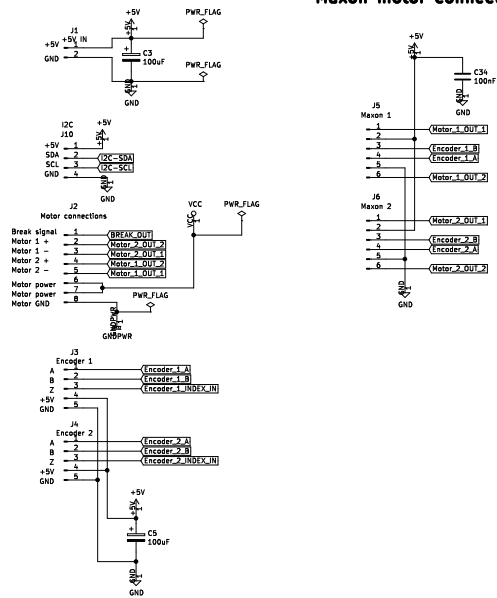 Maxon motor connec
+5V
PWR_FLAG
J1
+5V_IN
+5V 1
GND 2
C3
100uF
PWR_FLAG
GND
+5V
C34
100nF
GND
J5
Maxon 1
1 Motor_1_OUT_1
2
3 Encoder_1_B
4 Encoder_1_A
5
6 Motor_1_OUT_2
J6
Maxon 2
1 Motor_2_OUT_1
2
3 Encoder_2_B
4 Encoder_2_A
5
6 Motor_2_OUT_2
GND
I2C
J10
+5V
+5V 1
SDA 2 I2C-SDA
SCL 3 I2C-SCL
GND 4
GND
J2
Motor connections
VCC
PWR_FLAG
Break signal 1 BREAK_OUT
Motor 1 + 2 Motor_2_OUT_2
Motor 1 - 3 Motor_2_OUT_1
Motor 2 + 4 Motor_1_OUT_2
Motor 2 - 5 Motor_1_OUT_1
Motor power 6
Motor power 7
Motor GND 8
PWR_FLAG
GNDPWR
J3
Encoder 1
A 1 Encoder_1_A
B 2 Encoder_1_B
Z 3 Encoder_1_INDEX_IN
+5V 4
GND 5
J4
Encoder 2
A 1 Encoder_2_A
B 2 Encoder_2_B
Z 3 Encoder_2_INDEX_IN
+5V 4
GND 5
+5V
C5
100uF
GND